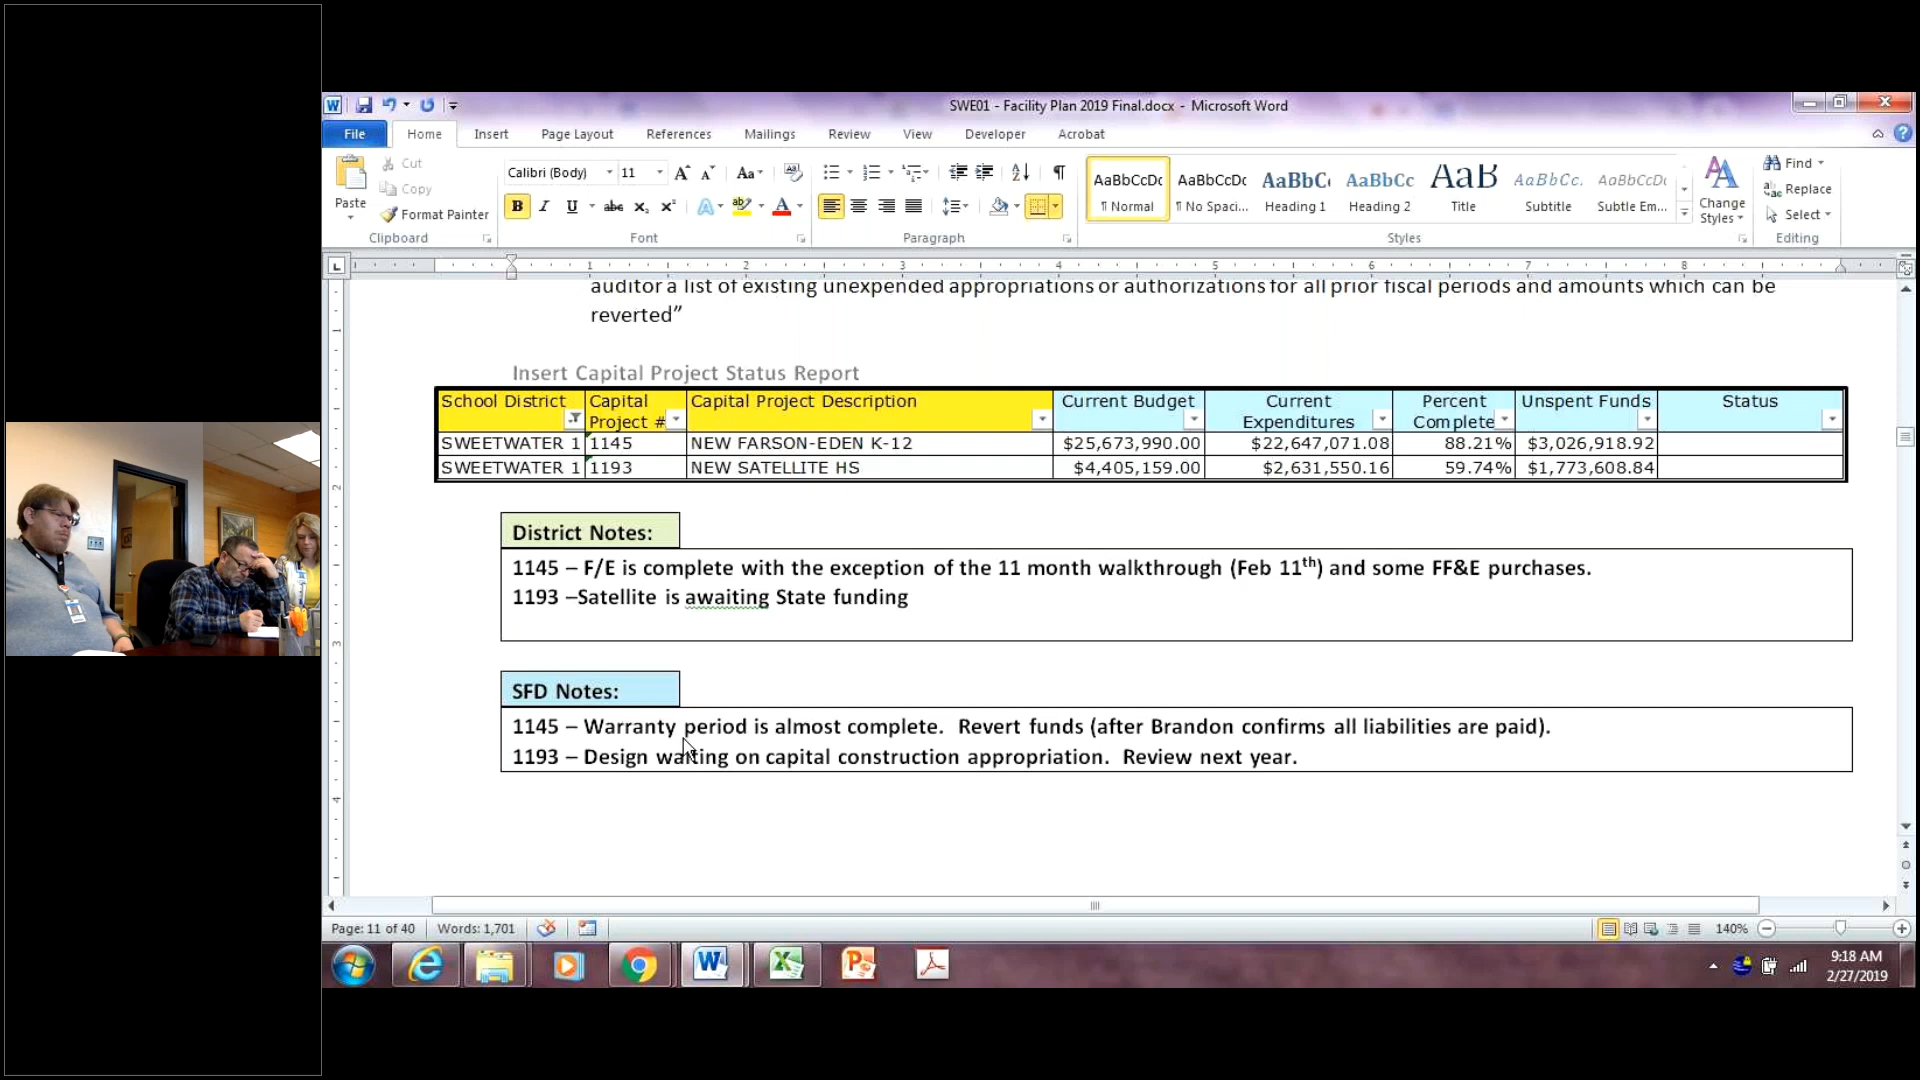 SWE01 - Facility Plan 2019 Final.docx - Microsoft Word
File Home Insert Page Layout References Mailings Review View Developer Acrobat
Paste
Cut
Copy
Format Painter
Clipboard
Calibri (Body) 11
Font
Paragraph
AaBbCcDc AaBbCcDc AaBbC AaBbCc AaB AaBbCc. AaBbCcDc
¶ Normal ¶ No Spaci... Heading 1 Heading 2 Title Subtitle Subtle Em...
Change Styles
Styles
Find
Replace
Select
Editing
1 2 3 4 5 6 7 8
auditor a list of existing unexpended appropriations or authorizations for all prior fiscal periods and amounts which can be
reverted”
Insert Capital Project Status Report
School District Capital Project # Capital Project Description Current Budget Current Expenditures Percent Complete Unspent Funds Status
SWEETWATER 1 1145 NEW FARSON-EDEN K-12 $25,673,990.00 $22,647,071.08 88.21% $3,026,918.92
SWEETWATER 1 1193 NEW SATELLITE HS $4,405,159.00 $2,631,550.16 59.74% $1,773,608.84
District Notes:
1145 – F/E is complete with the exception of the 11 month walkthrough (Feb 11th) and some FF&E purchases.
1193 –Satellite is awaiting State funding
SFD Notes:
1145 – Warranty period is almost complete.  Revert funds (after Brandon confirms all liabilities are paid).
1193 – Design waiting on capital construction appropriation.  Review next year.
Page: 11 of 40 Words: 1,701 140%
9:18 AM
2/27/2019